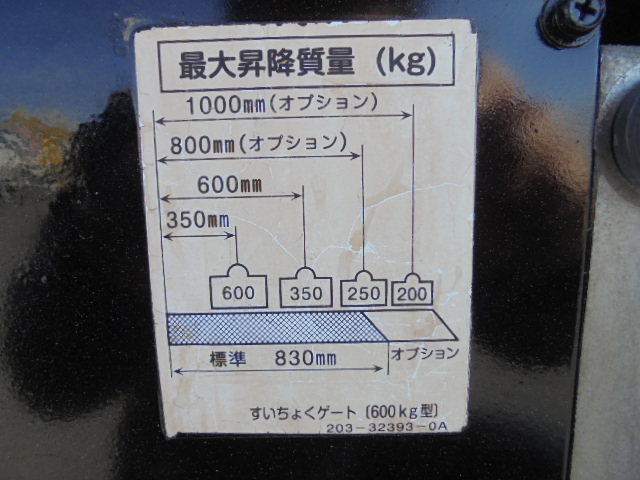 最大昇降質量 (kg)
1000mm(オプション)
800mm(オプション)
600mm
350mm
600 350 250 200
標準 830mm オプション
すいちょくゲート〔600kg型〕
203-32393-0A